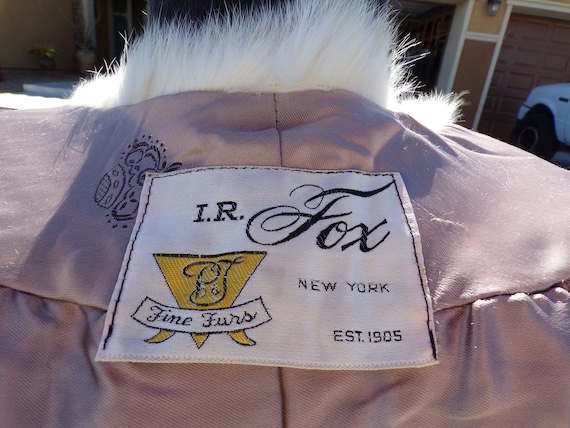 I.R. Fox
NEW YORK
Fine Furs
EST. 1905